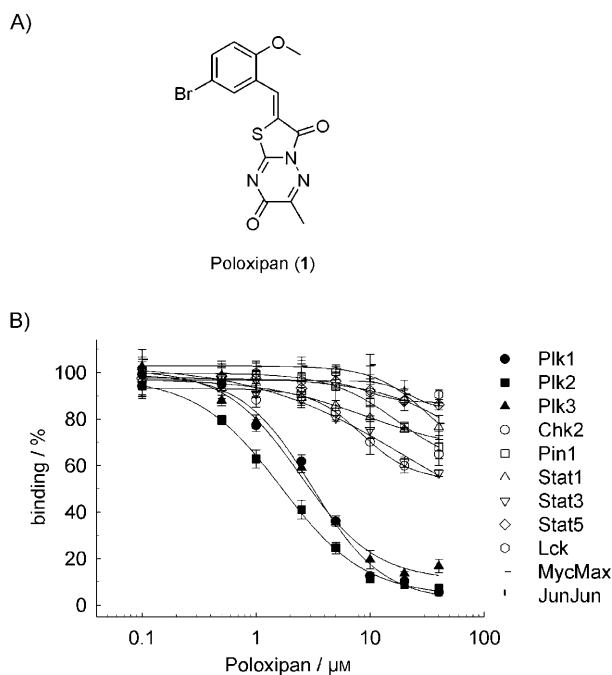 A)
O
Br
S
O
N
N
N
O
Poloxipan (1)
B)
binding / %
100
80
60
40
20
0
0.1 1 10 100
Poloxipan / µM
Plk1
Plk2
Plk3
Chk2
Pin1
Stat1
Stat3
Stat5
Lck
MycMax
JunJun